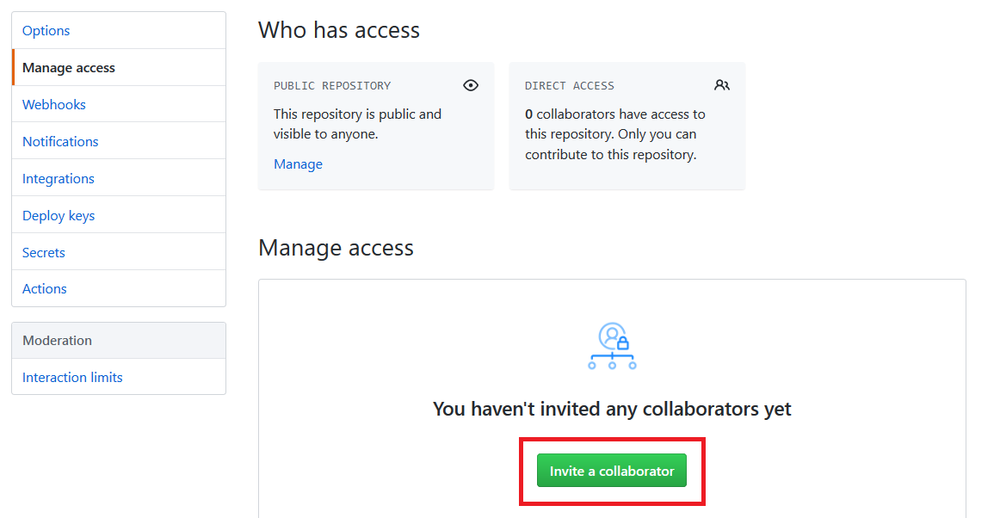 Options
Manage access
Webhooks
Notifications
Integrations
Deploy keys
Secrets
Actions
Moderation
Interaction limits
Who has access
PUBLIC REPOSITORY
This repository is public and
visible to anyone.
Manage
DIRECT ACCESS
0 collaborators have access to
this repository. Only you can
contribute to this repository.
Manage access
You haven't invited any collaborators yet
Invite a collaborator